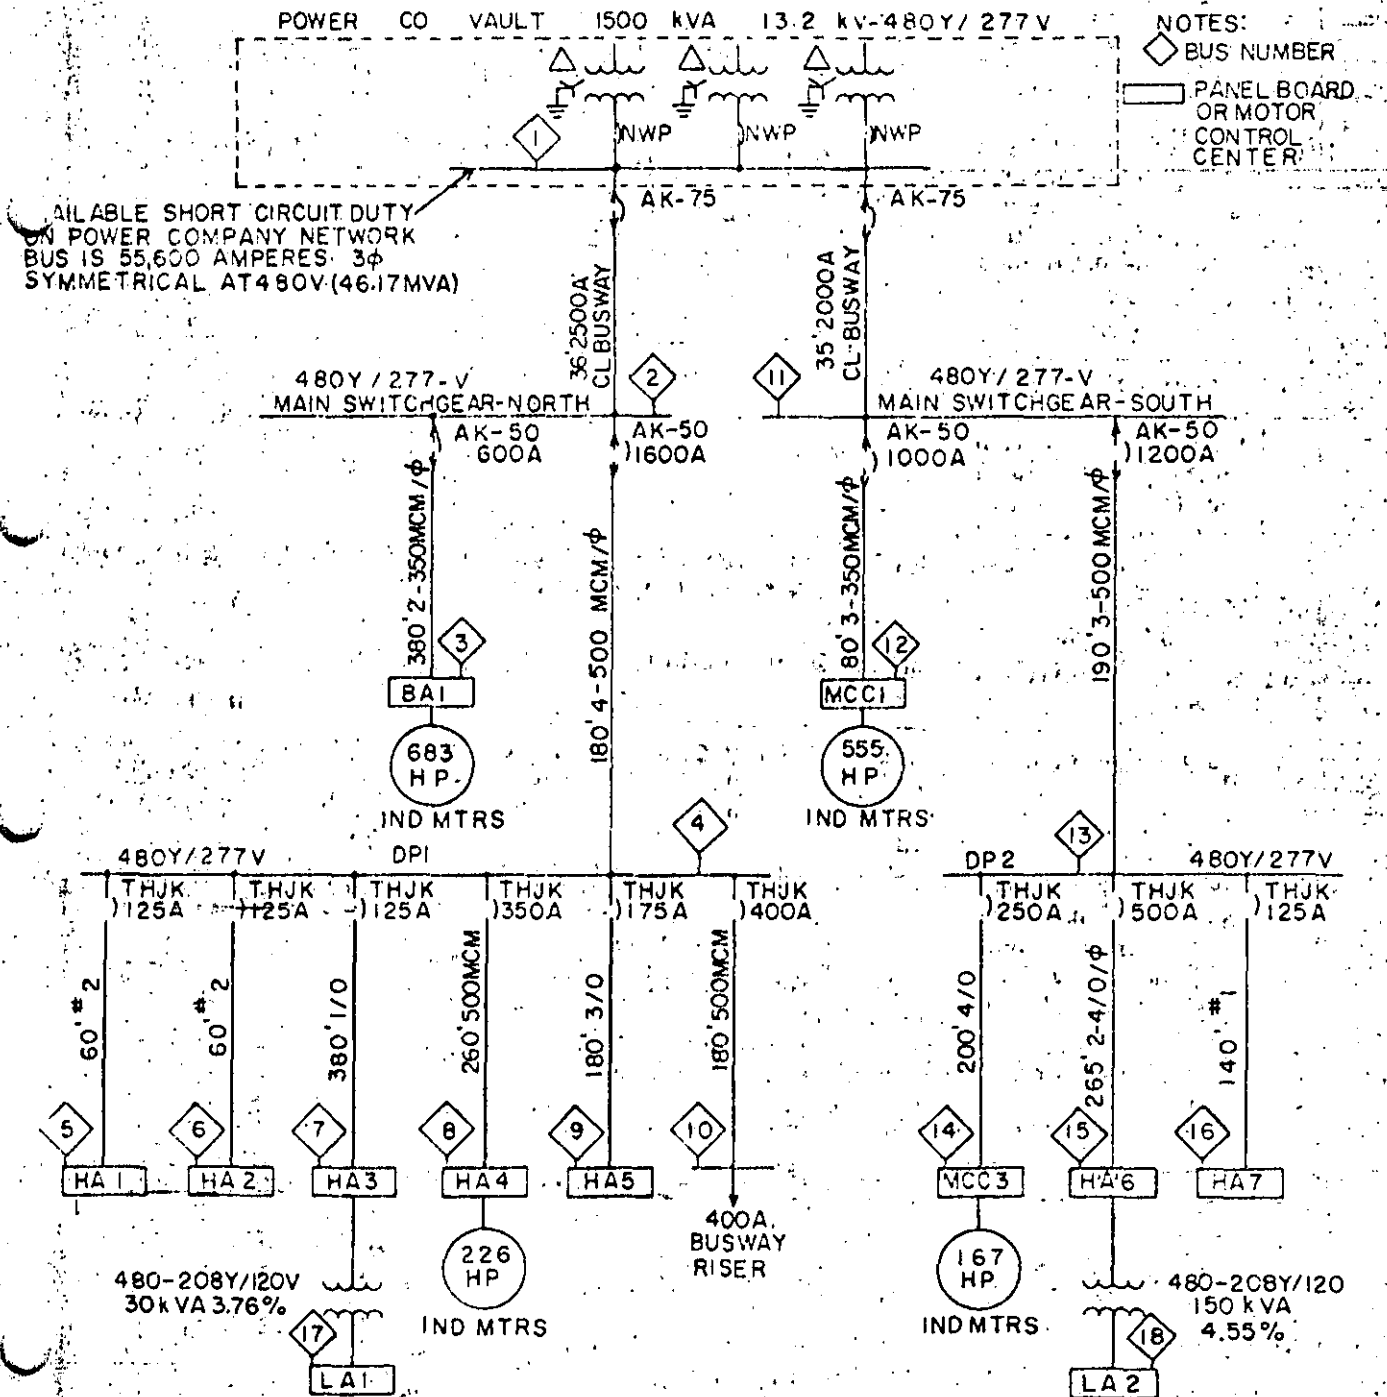 POWER CO VAULT 1500 kVA 13.2 kV-480Y/277V
NOTES:
BUS NUMBER
PANEL BOARD
OR MOTOR
CONTROL
CENTER
1
NWP
NWP
NWP
AK-75
AK-75
AILABLE SHORT CIRCUIT DUTY
ON POWER COMPANY NETWORK
BUS IS 55,600 AMPERES 3ϕ
SYMMETRICAL AT 480V (46.17MVA)
36' 2500A
CL BUSWAY
35' 2000A
CL-BUSWAY
2
11
480Y/277-V
MAIN SWITCHGEAR-NORTH
480Y/277-V
MAIN SWITCHGEAR-SOUTH
AK-50
600A
AK-50
1600A
AK-50
1000A
AK-50
1200A
380' 2-350MCM/ϕ
180' 4-500 MCM/ϕ
80' 3-350MCM/ϕ
190' 3-500MCM/ϕ
3
12
BA1
MCC1
683
HP
555
HP
IND MTRS
IND MTRS
4
13
480Y/277V
DP1
DP2
480Y/277V
THJK
125A
THJK
125A
THJK
125A
THJK
350A
THJK
175A
THJK
400A
THJK
250A
THJK
500A
THJK
125A
60' #2
60' #2
380' 1/0
260' 500MCM
180' 3/0
180' 500MCM
200' 4/0
265' 2-4/0/ϕ
140' #1
5
6
7
8
9
10
14
15
16
HA1
HA2
HA3
HA4
HA5
MCC3
HA6
HA7
400A
BUSWAY
RISER
226
HP
167
HP
IND MTRS
IND MTRS
480-208Y/120V
30kVA 3.76%
480-208Y/120
150 kVA
4.55%
17
18
LA1
LA2